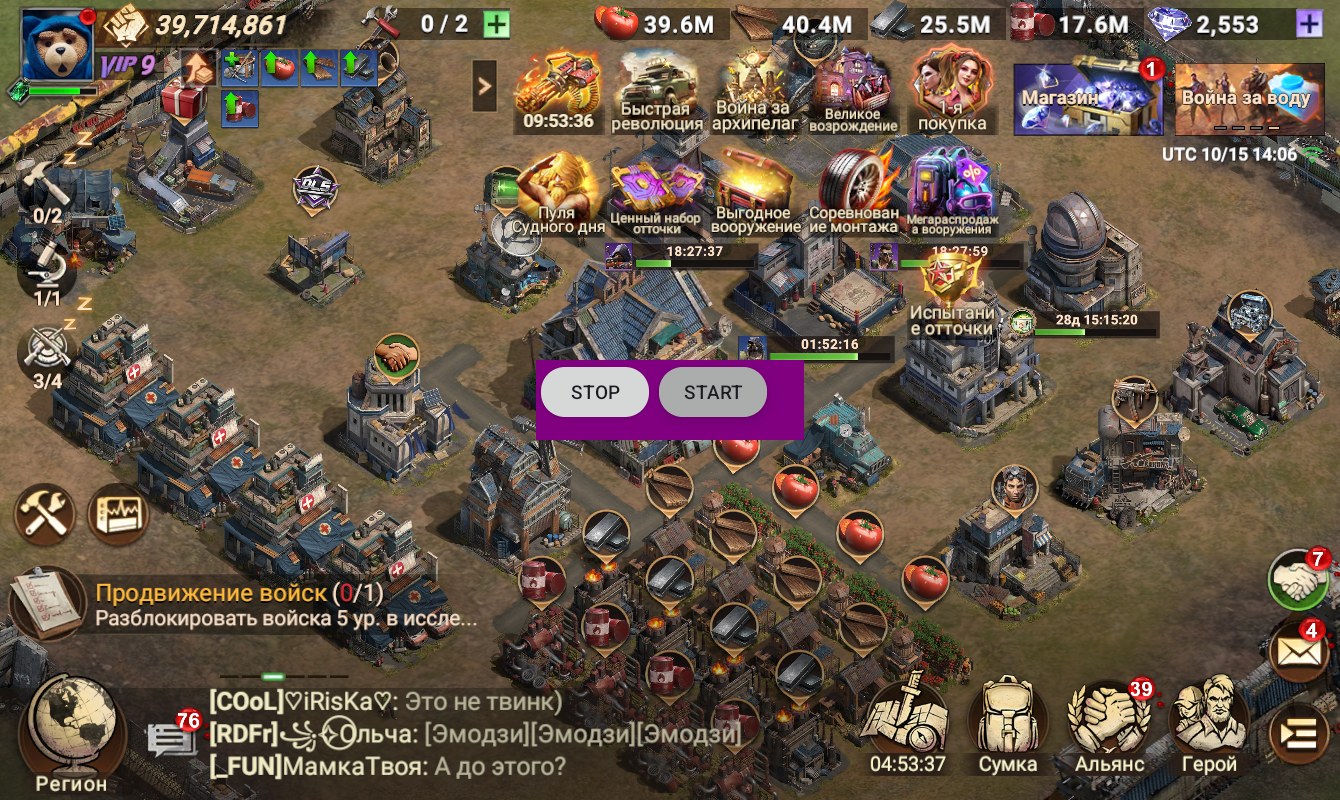 39,714,861
0 / 2
39.6M
40.4M
25.5M
17.6M
2,553
VIP 9
09:53:36
Быстрая революция
Война за архипелаг
Великое возрождение
1-я покупка
Магазин
1
Война за воду
UTC 10/15 14:06
DLS
0/2
Пуля Судного дня
Ценный набор отточки
Выгодное вооружение
Соревнование монтажа
Мегараспродажа вооружения
18:27:37
18:27:59
1/1
Испытание отточки
28д 15:15:20
01:52:16
3/4
STOP
START
7
Продвижение войск (0/1)
Разблокировать войска 5 ур. в иссле...
4
[COoL]♡iRisKa♡: Это не твинк)
76
[RDFr]Ольча: [Эмодзи][Эмодзи][Эмодзи]
[_FUN]МамкаТвоя: А до этого?
39
Регион
04:53:37
Сумка
Альянс
Герой